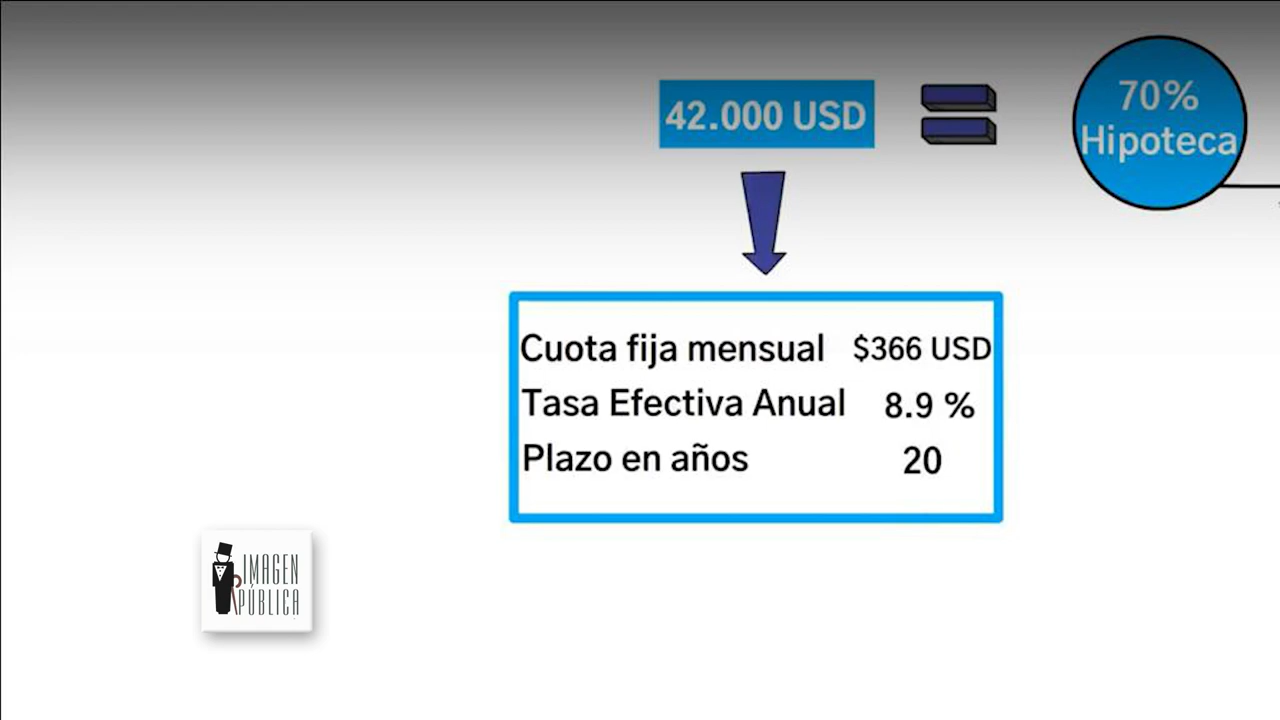 42.000 USD
70%
Hipoteca
Cuota fija mensual $366 USD
Tasa Efectiva Anual 8.9 %
Plazo en años 20
IMAGEN
PÚBLICA